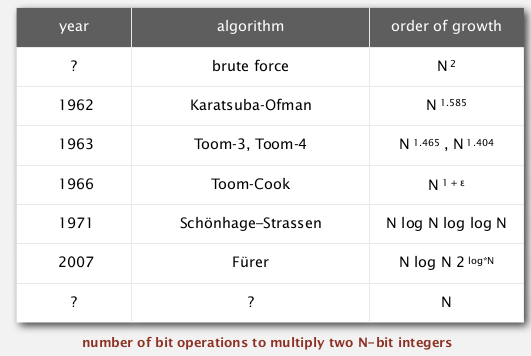 year algorithm order of growth
? brute force N²
1962 Karatsuba-Ofman N^1.585
1963 Toom-3, Toom-4 N^1.465 , N^1.404
1966 Toom-Cook N^1 + ε
1971 Schönhage–Strassen N log N log log N
2007 Fürer N log N 2^log*N
? ? N
number of bit operations to multiply two N-bit integers